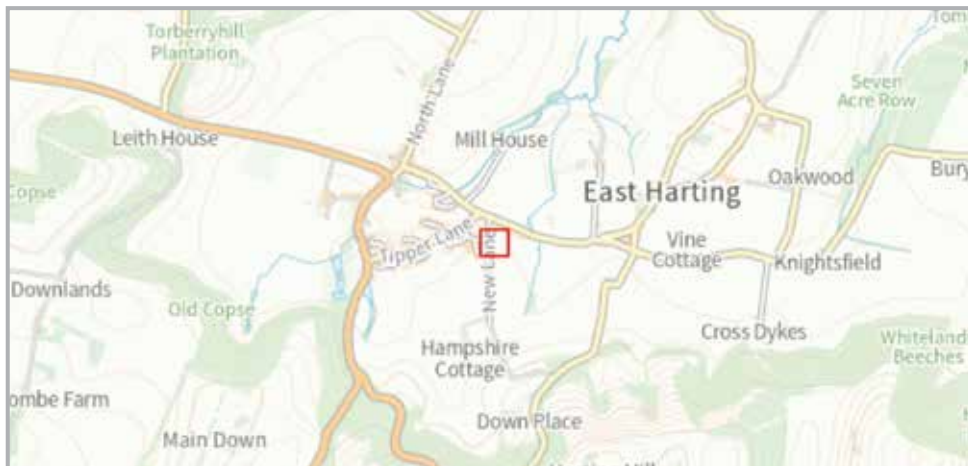 Torberryhill
Plantation
North Lane
Leith House
Mill House
Seven
Acre Row
Copse
East Harting
Oakwood
Bury
Tipper Lane
New Lane
Vine
Cottage
Knightsfield
Downlands
Old Copse
Hampshire
Cottage
Cross Dykes
Whiteland
Beeches
ombe Farm
Main Down
Down Place